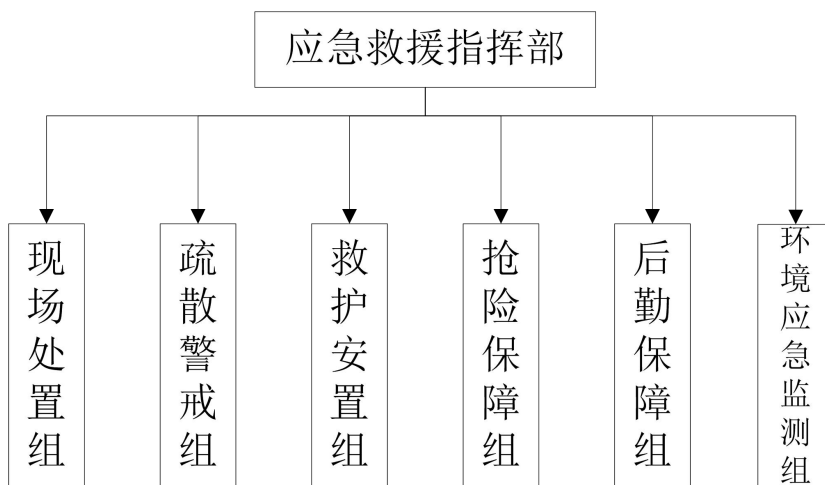 应急救援指挥部
现场处置组
疏散警戒组
救护安置组
抢险保障组
后勤保障组
环境应急监测组